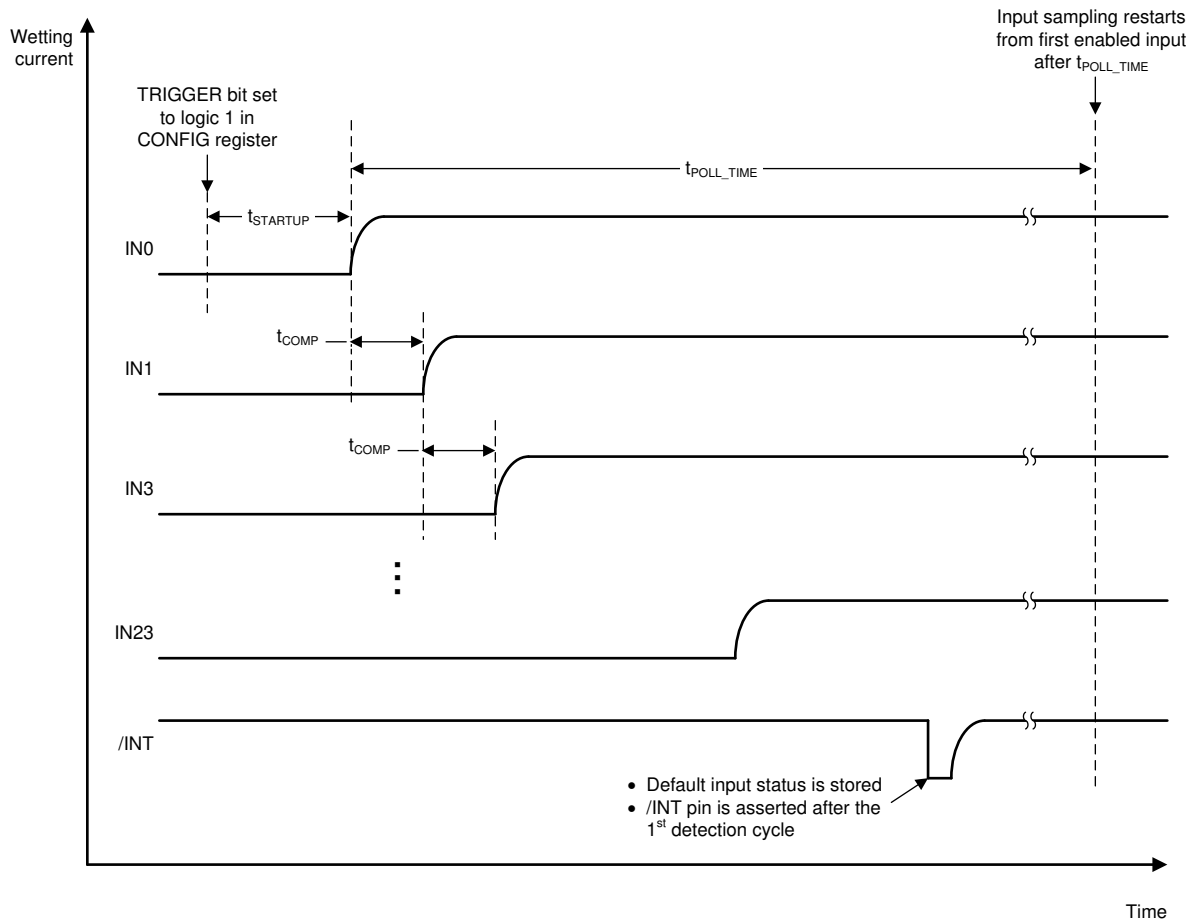 Wetting
current
Input sampling restarts
from first enabled input
after tPOLL_TIME
TRIGGER bit set
to logic 1 in
CONFIG register
tPOLL_TIME
tSTARTUP
IN0
tCOMP
IN1
tCOMP
IN3
IN23
/INT
• Default input status is stored
• /INT pin is asserted after the
1st detection cycle
Time